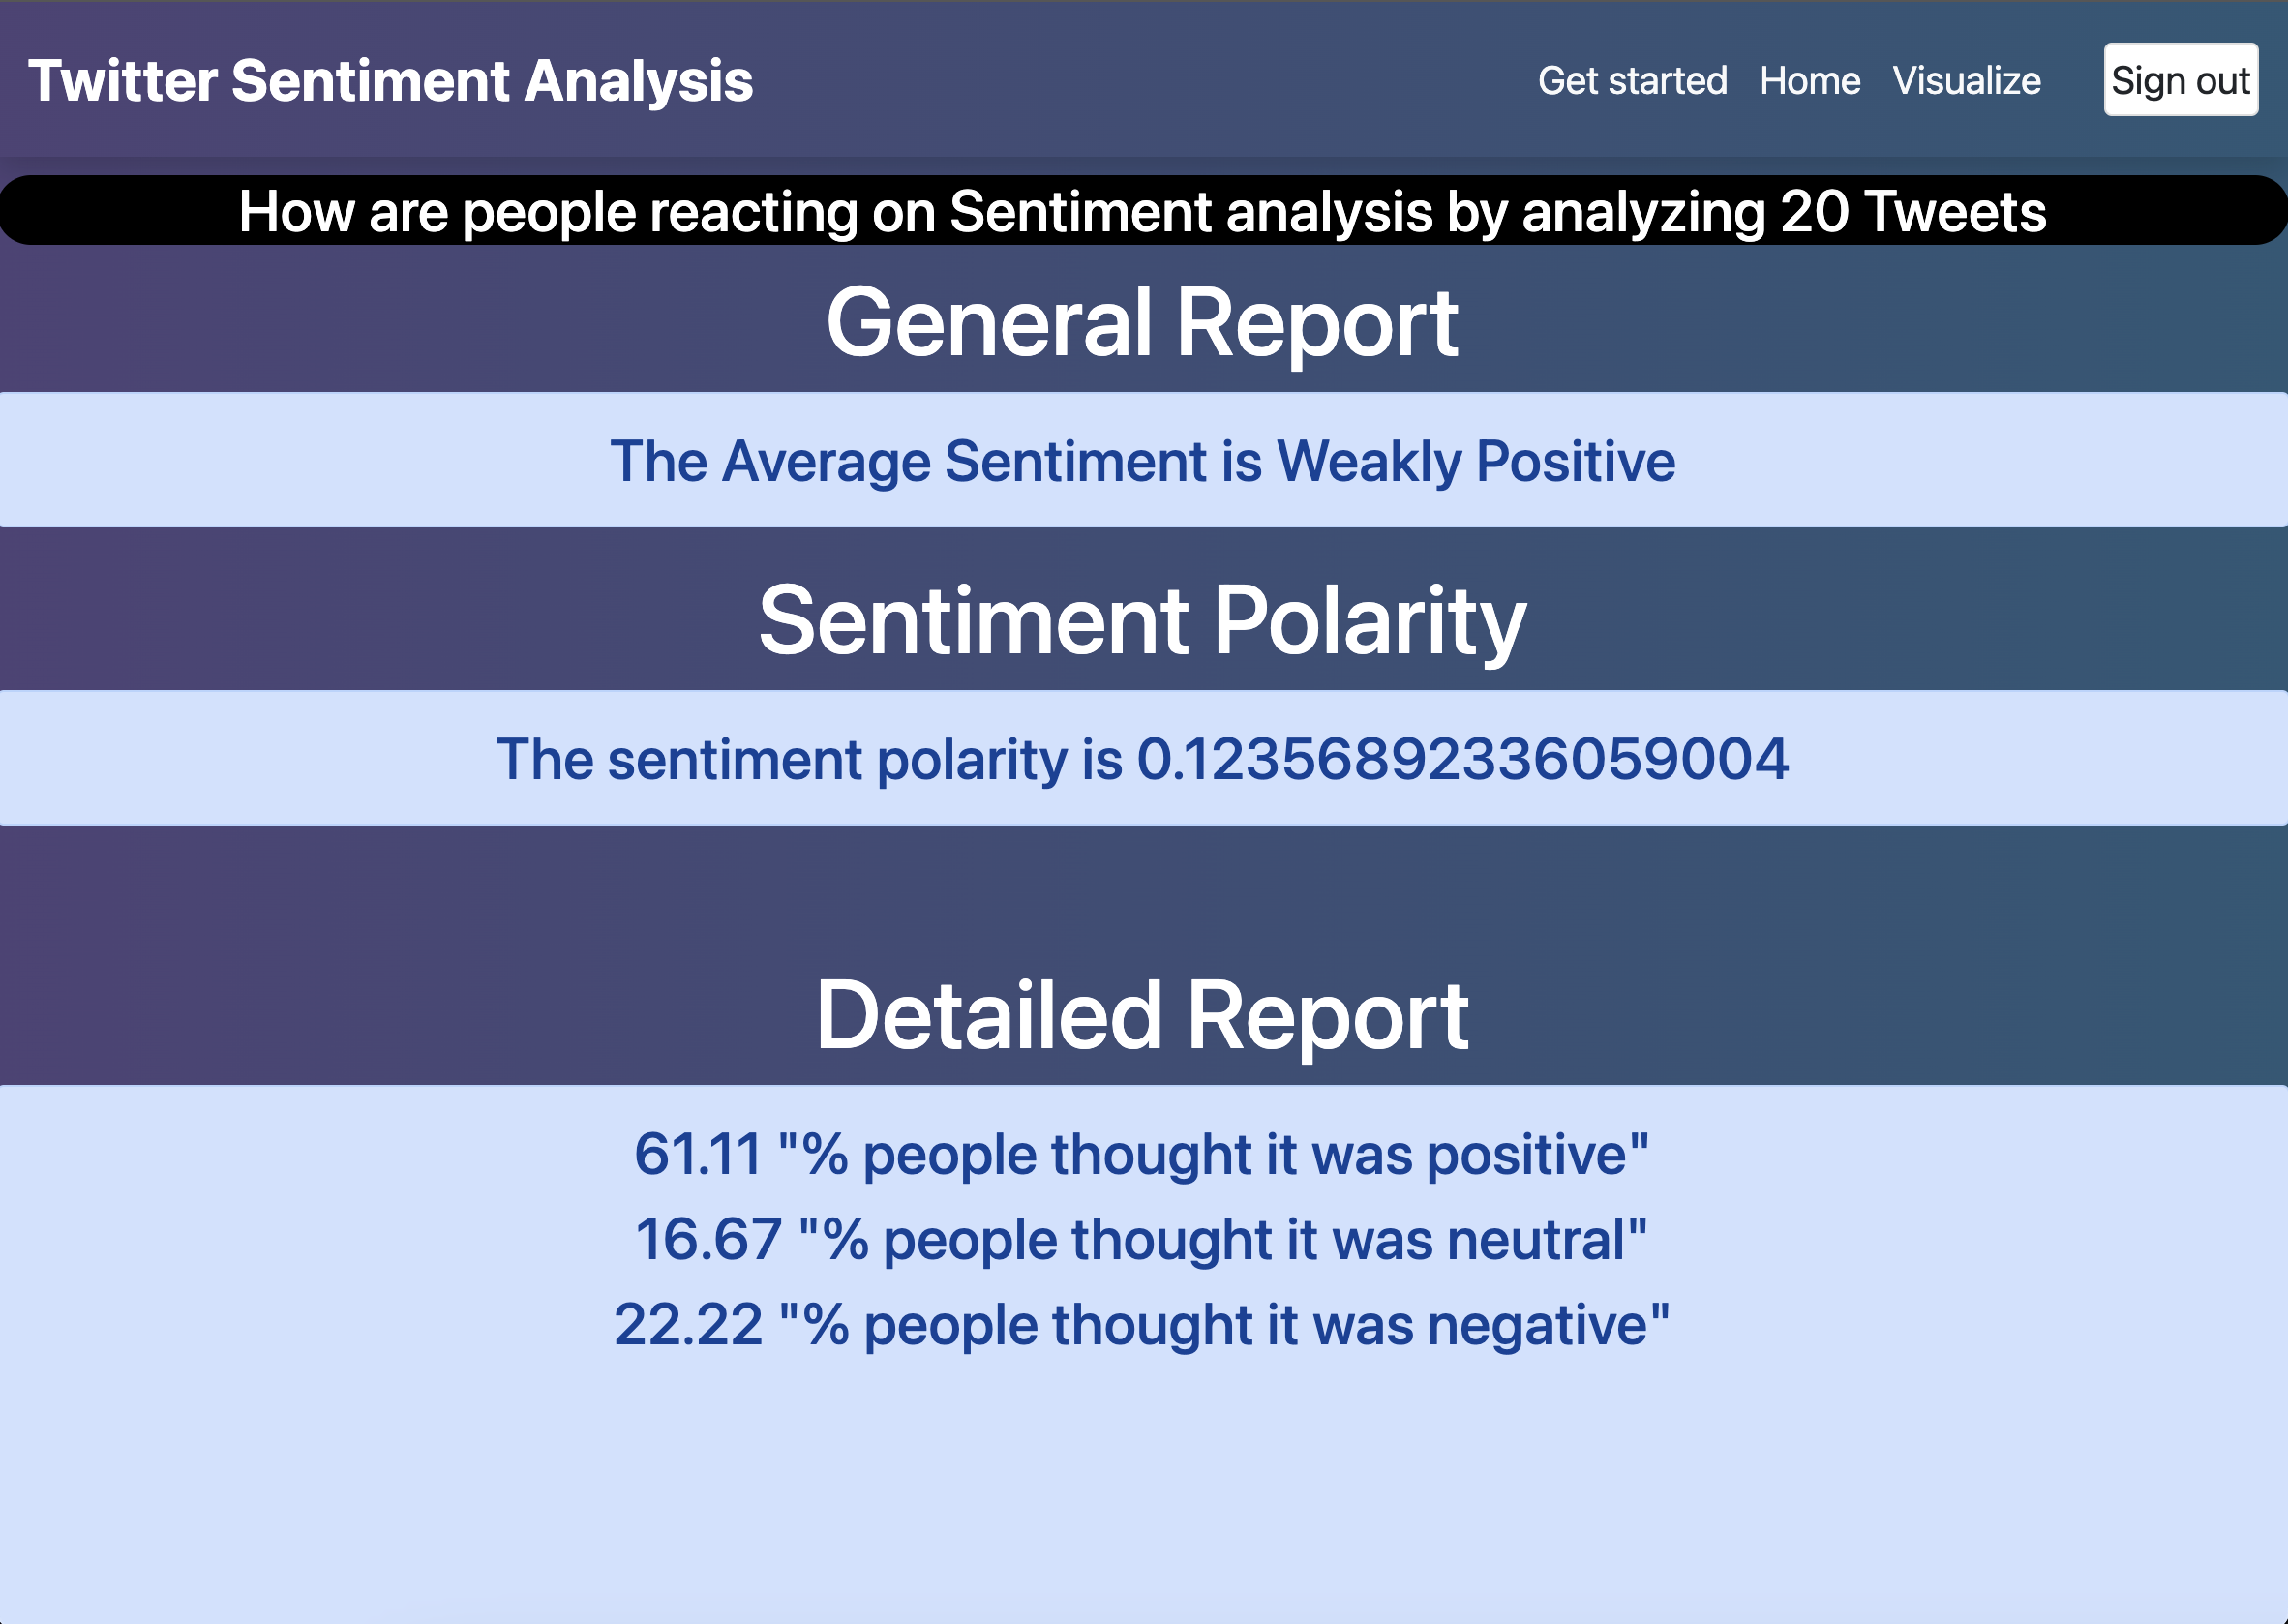 Twitter Sentiment Analysis
Get started Home Visualize Sign out
How are people reacting on Sentiment analysis by analyzing 20 Tweets
General Report
The Average Sentiment is Weakly Positive
Sentiment Polarity
The sentiment polarity is 0.12356892336059004
Detailed Report
61.11 "% people thought it was positive"
16.67 "% people thought it was neutral"
22.22 "% people thought it was negative"